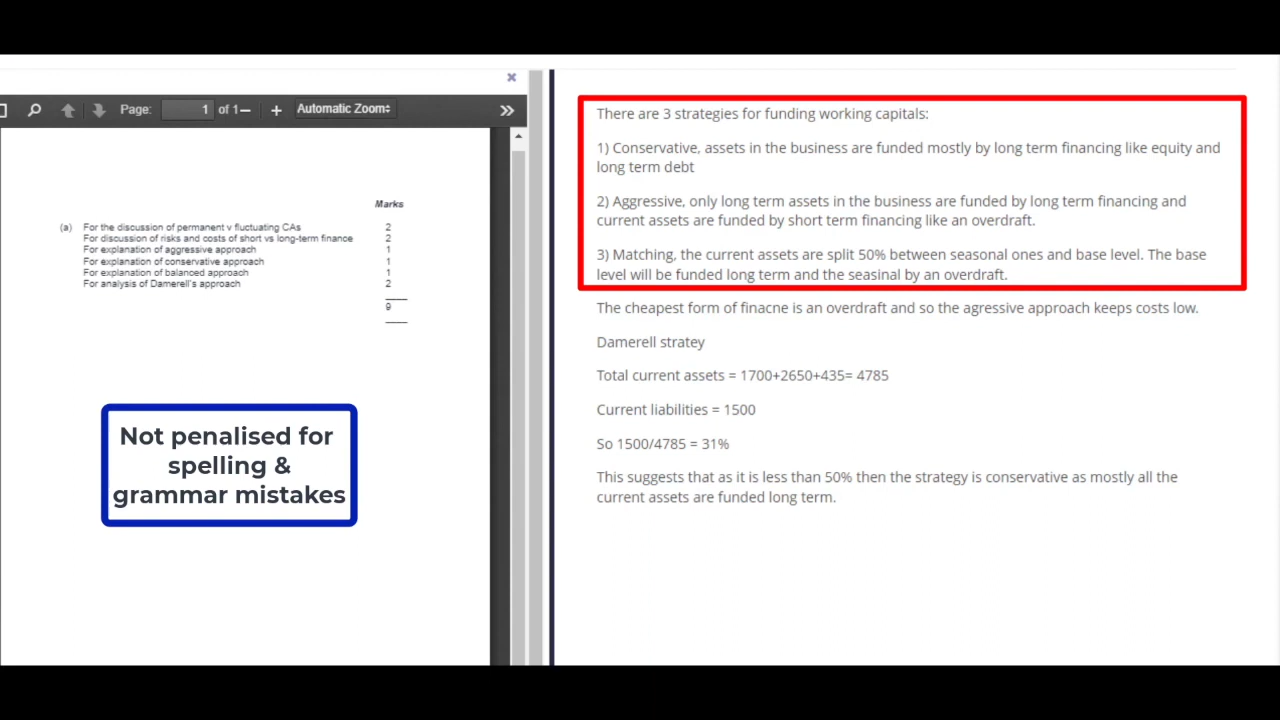 Page: 1 of 1 Automatic Zoom
Marks
(a) For the discussion of permanent v fluctuating CAs 2
For discussion of risks and costs of short vs long-term finance 2
For explanation of aggressive approach 1
For explanation of conservative approach 1
For explanation of balanced approach 1
For analysis of Damerell's approach 2
9
Not penalised for
spelling &
grammar mistakes
There are 3 strategies for funding working capitals:
1) Conservative, assets in the business are funded mostly by long term financing like equity and
long term debt
2) Aggressive, only long term assets in the business are funded by long term financing and
current assets are funded by short term financing like an overdraft.
3) Matching, the current assets are split 50% between seasonal ones and base level. The base
level will be funded long term and the seasinal by an overdraft.
The cheapest form of finacne is an overdraft and so the agressive approach keeps costs low.
Damerell stratey
Total current assets = 1700+2650+435= 4785
Current liabilities = 1500
So 1500/4785 = 31%
This suggests that as it is less than 50% then the strategy is conservative as mostly all the
current assets are funded long term.